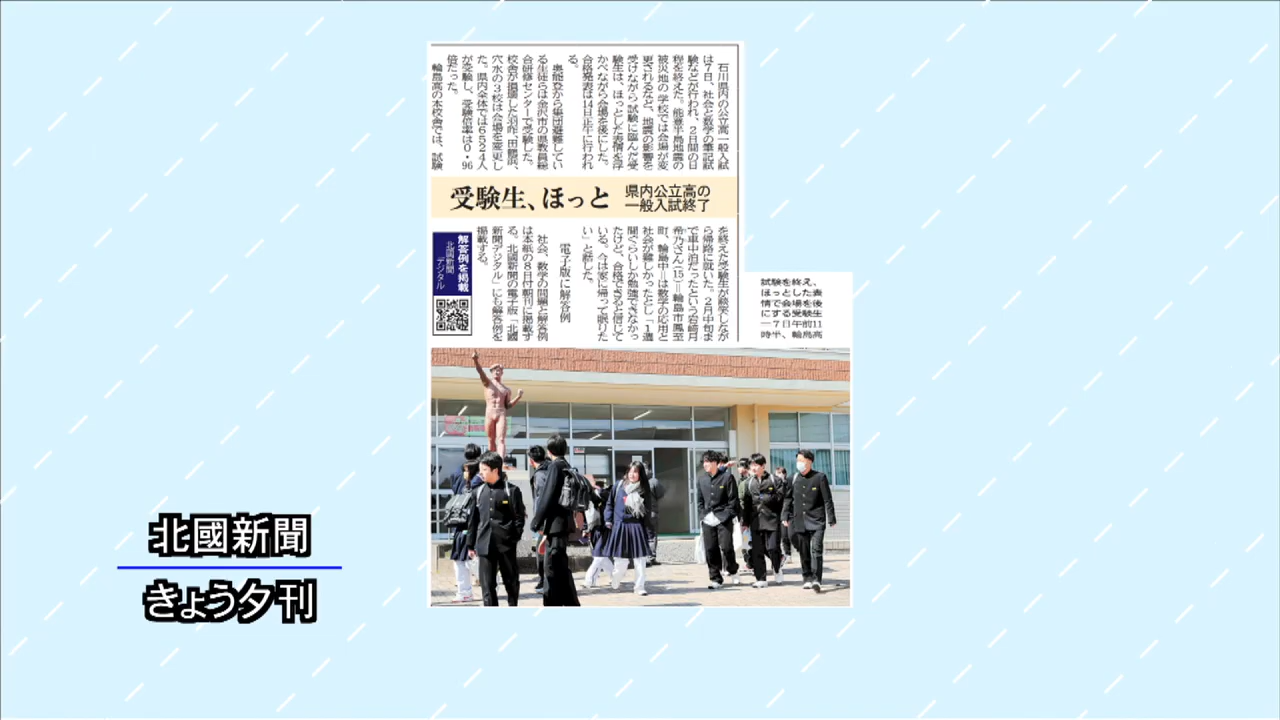 石川県内の公立高一般入試
は7日、社会と数学の筆記試
験などが行われ、2日間の日
程を終えた。能登半島地震の
被災地の学校では会場が変
更されるなど、地震の影響を
受けながら試験に臨んだ受
験生は、ほっとした表情を浮
かべながら会場を後にした。
合格発表は14日正午に行われ
る。
奥能登から集団避難してい
る生徒らは金沢市の県教員総
合研修センターで受験した。
校舎が損壊した羽咋、田鶴浜、
穴水の3校は会場を変更し
た。県内全体では6524人
が受験し、受験倍率は0・96
倍だった。
輪島高の本校舎では、試験
受験生、ほっと
県内公立高の
一般入試終了
を終えた受験生が談笑しなが
ら帰路に就いた。2月中旬ま
で車中泊だったという岩崎月
希乃さん(15)=輪島市鳳至
町、輪島中=は数学の応用と
社会が難しかったとし「1週
間ぐらいしか勉強できなかっ
たけど、合格できると信じて
いる。今は家に帰って眠りた
い」と話した。
電子版に解答例
社会、数学の問題と解答例
は本紙の8日付朝刊に掲載す
る。北國新聞の電子版「北國
新聞デジタル」にも解答例を
掲載する。
解答例を掲載
北國新聞
デジタル
試験を終え、
ほっとした表
情で会場を後
にする受験生
=7日午前11
時半、輪島高
北國新聞
きょう夕刊